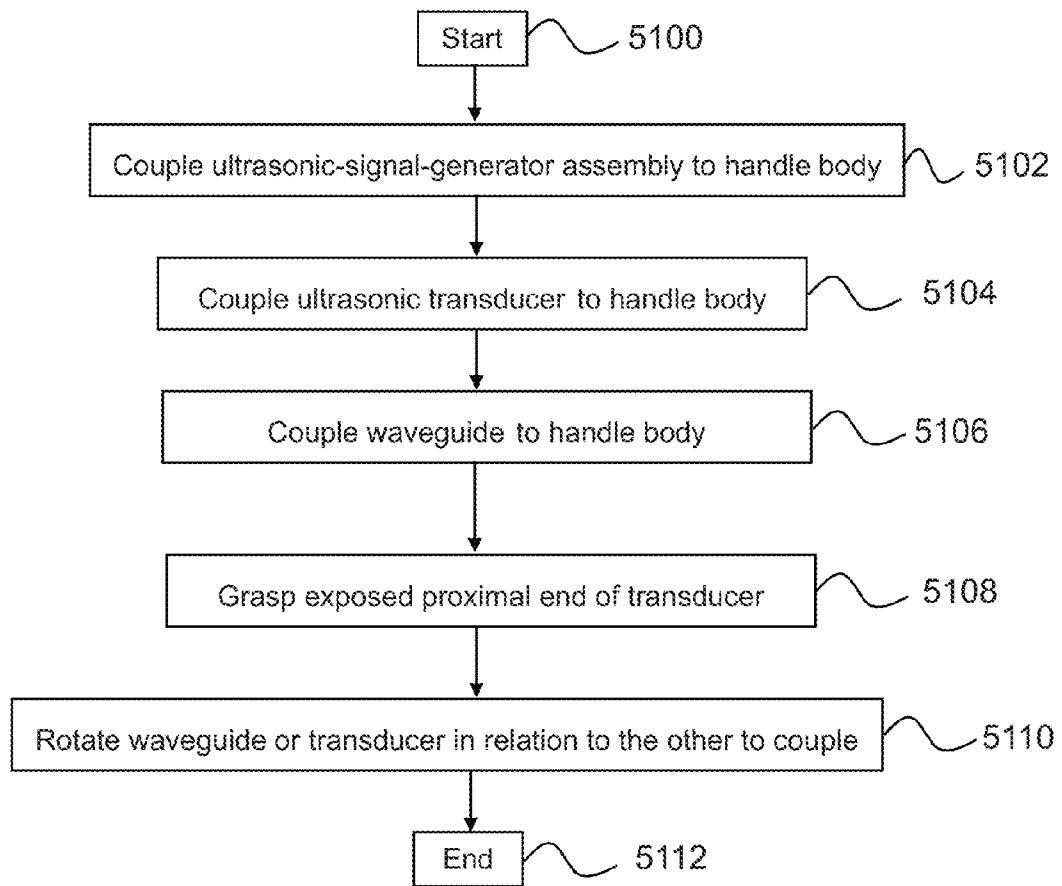 Start 5100
Couple ultrasonic-signal-generator assembly to handle body 5102
Couple ultrasonic transducer to handle body 5104
Couple waveguide to handle body 5106
Grasp exposed proximal end of transducer 5108
Rotate waveguide or transducer in relation to the other to couple 5110
End 5112